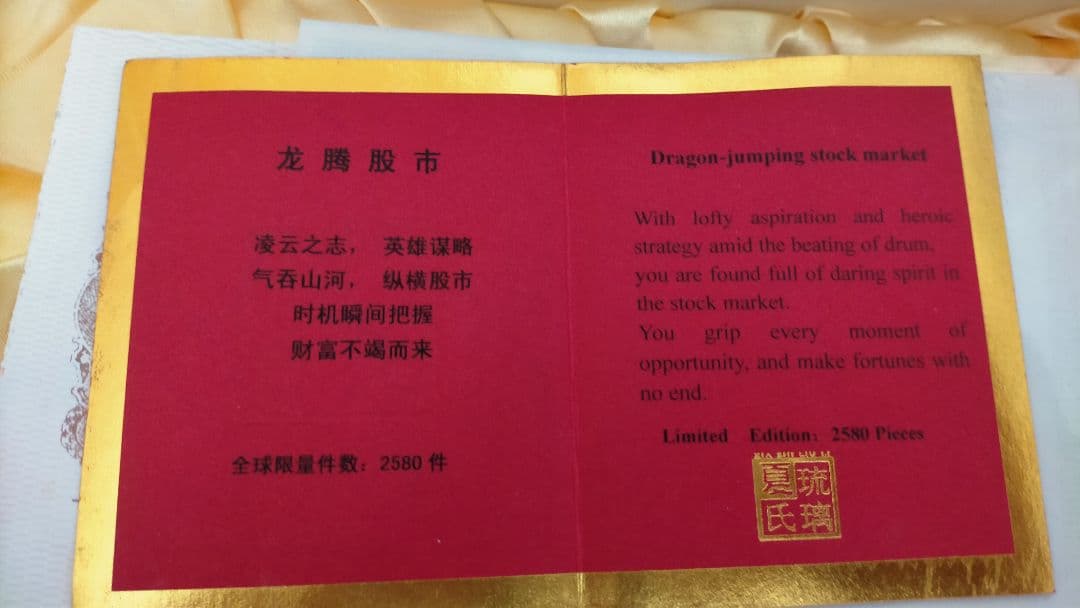 龙腾股市
凌云之志， 英雄谋略
气吞山河， 纵横股市
时机瞬间把握
财富不竭而来
全球限量件数：2580 件
Dragon-jumping stock market
With lofty aspiration and heroic
strategy amid the beating of drum,
you are found full of daring spirit in
the stock market.
You grip every moment of
opportunity, and make fortunes with
no end.
Limited Edition：2580 Pieces
XIA SHI LIU LI
夏琉
氏璃